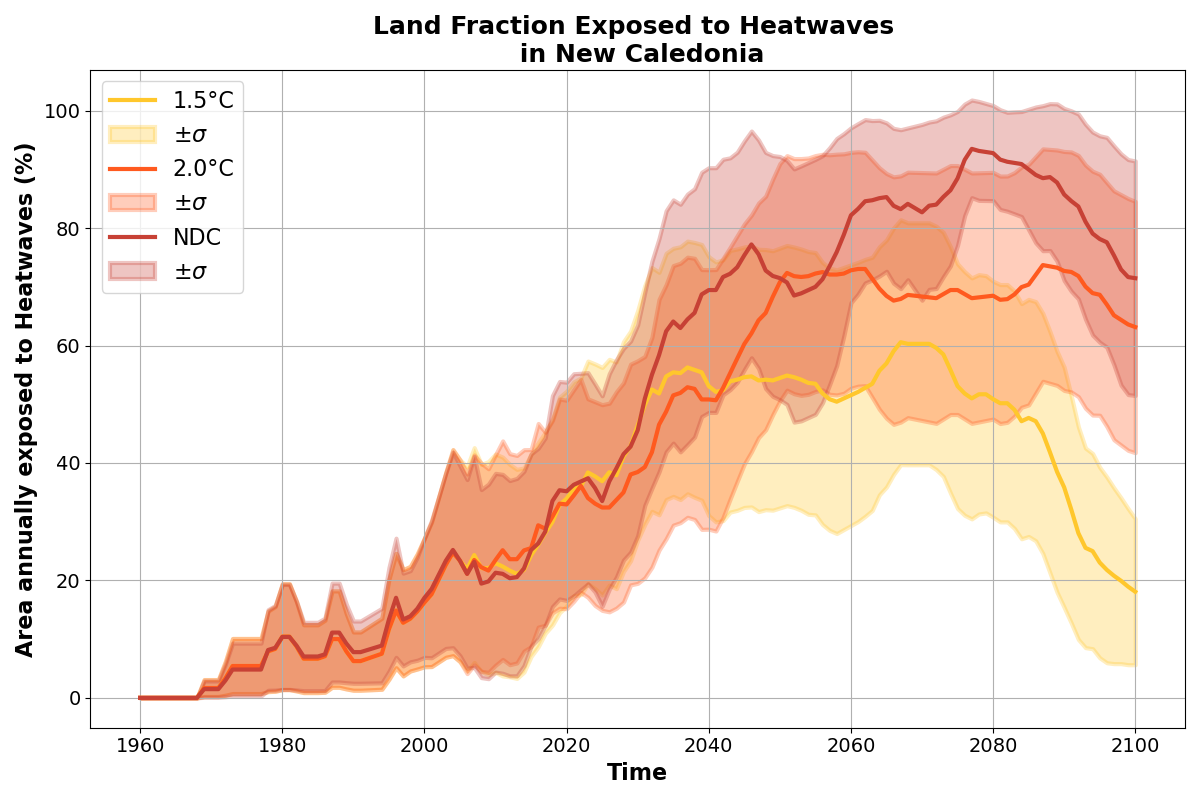 Land Fraction Exposed to Heatwaves
in New Caledonia
Area annually exposed to Heatwaves (%)
100
80
60
40
20
0
1.5°C
±σ
2.0°C
±σ
NDC
±σ
1960 1980 2000 2020 2040 2060 2080 2100
Time